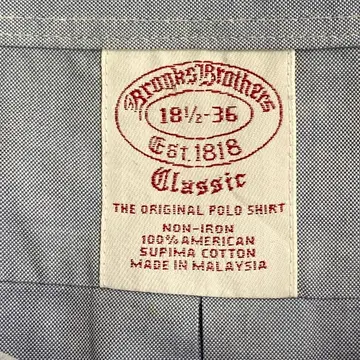 Brooks Brothers
18½-36
Est. 1818
Classic
THE ORIGINAL POLO SHIRT
NON-IRON
100% AMERICAN
SUPIMA COTTON
MADE IN MALAYSIA